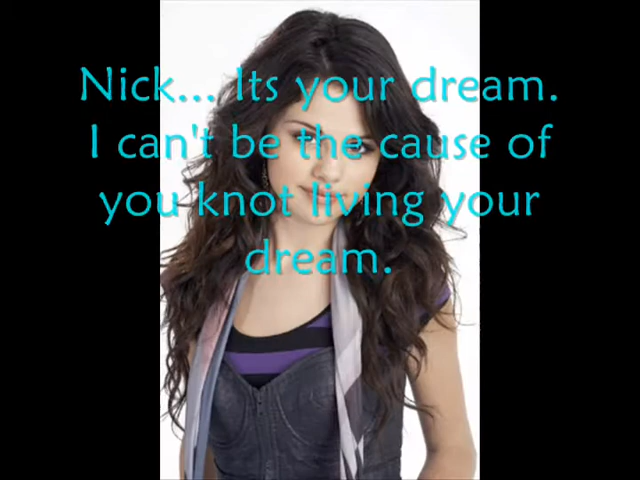 Nick... Its your dream.
I can't be the cause of
you knot living your
dream.